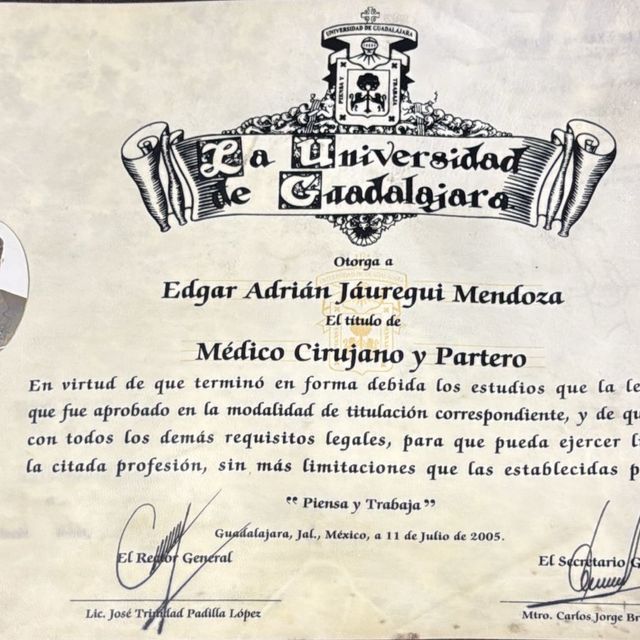 UNIVERSIDAD DE GUADALAJARA
PIENSA Y
TRABAJA
La Universidad
de Guadalajara
Otorga a
Edgar Adrián Jáuregui Mendoza
El título de
Médico Cirujano y Partero
En virtud de que terminó en forma debida los estudios que la
que fue aprobado en la modalidad de titulación correspondiente, y de
con todos los demás requisitos legales, para que pueda ejercer
la citada profesión, sin más limitaciones que las establecidas
“ Piensa y Trabaja ”
Guadalajara, Jal., México, a 11 de Julio de 2005.
El Rector General
El Secretario
Lic. José Trinidad Padilla López
Mtro. Carlos Jorge